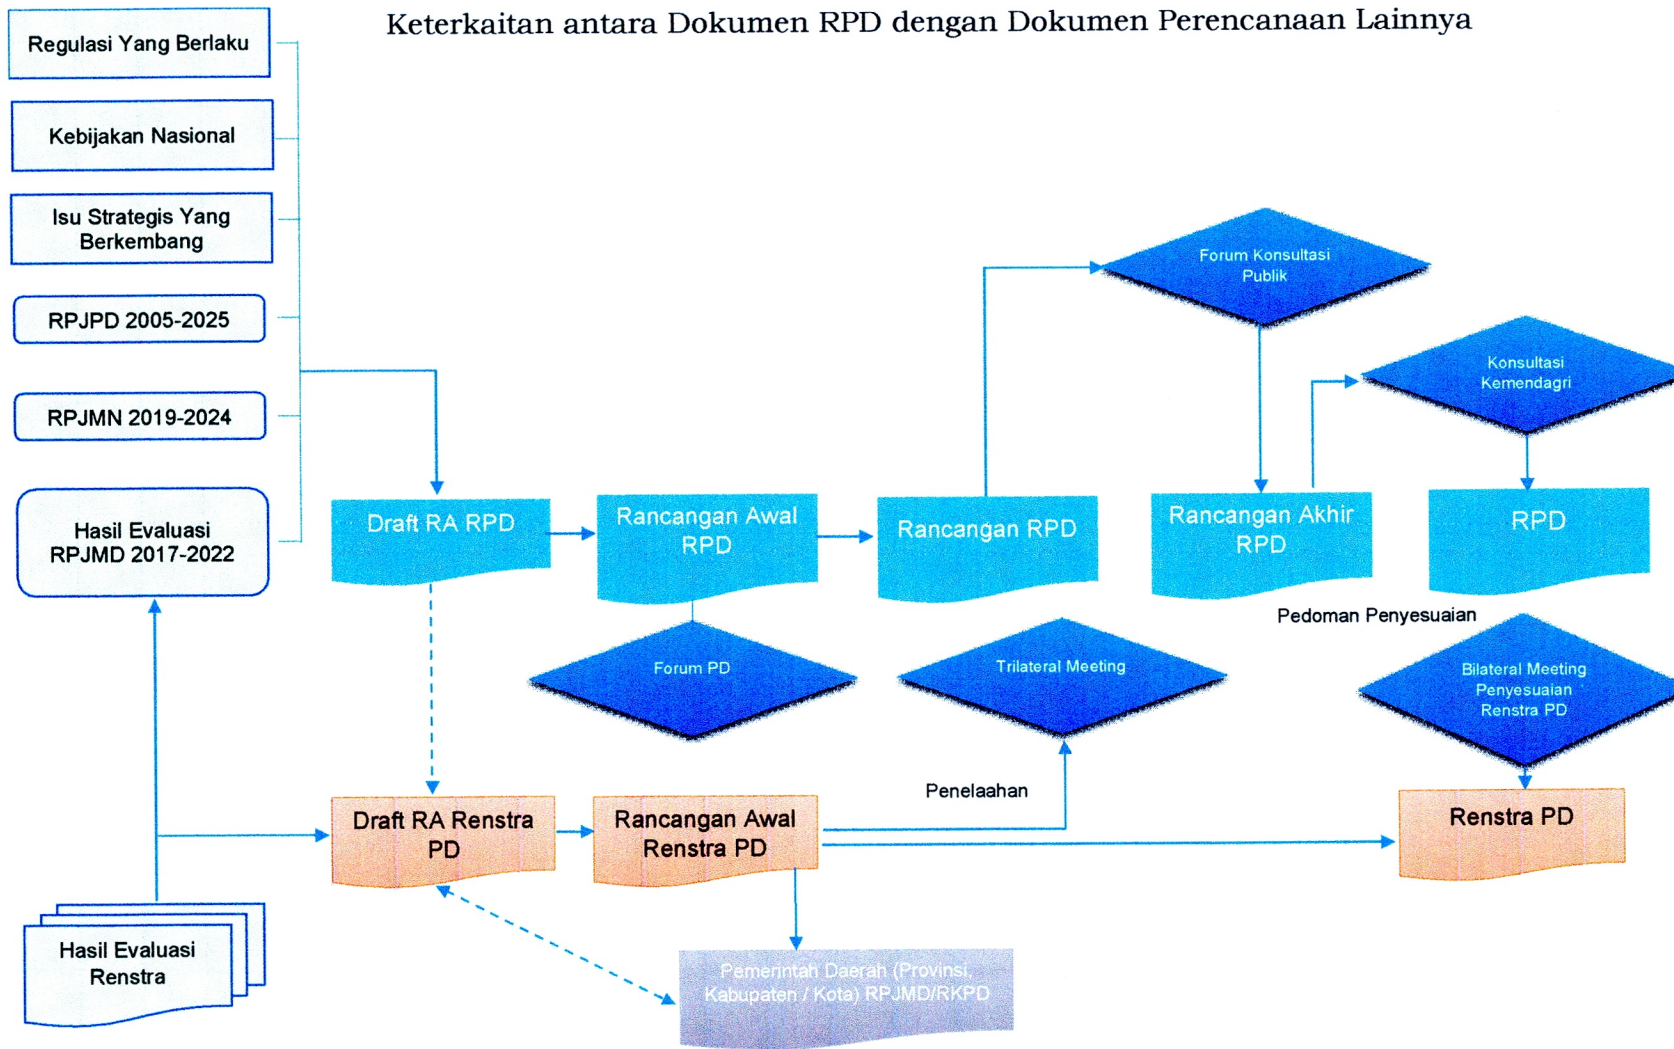 Keterkaitan antara Dokumen RPD dengan Dokumen Perencanaan Lainnya
Regulasi Yang Berlaku
Kebijakan Nasional
Isu Strategis Yang
Berkembang
RPJPD 2005-2025
RPJMN 2019-2024
Hasil Evaluasi
RPJMD 2017-2022
Forum Konsultasi
Publik
Konsultasi
Kemendagri
Draft RA RPD
Rancangan Awal
RPD
Rancangan RPD
Rancangan Akhir
RPD
RPD
Pedoman Penyesuaian
Forum PD
Trilateral Meeting
Bilateral Meeting
Penyesuaian
Renstra PD
Penelaahan
Draft RA Renstra
PD
Rancangan Awal
Renstra PD
Renstra PD
Hasil Evaluasi
Renstra
Pemerintah Daerah (Provinsi,
Kabupaten / Kota) RPJMD/RKPD